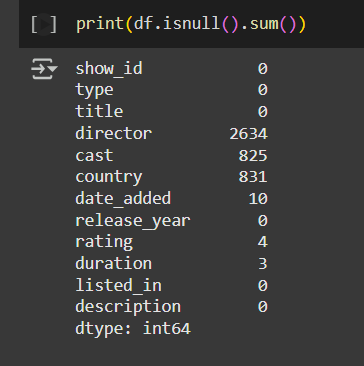 [ ] print(df.isnull().sum())
show_id 0
type 0
title 0
director 2634
cast 825
country 831
date_added 10
release_year 0
rating 4
duration 3
listed_in 0
description 0
dtype: int64